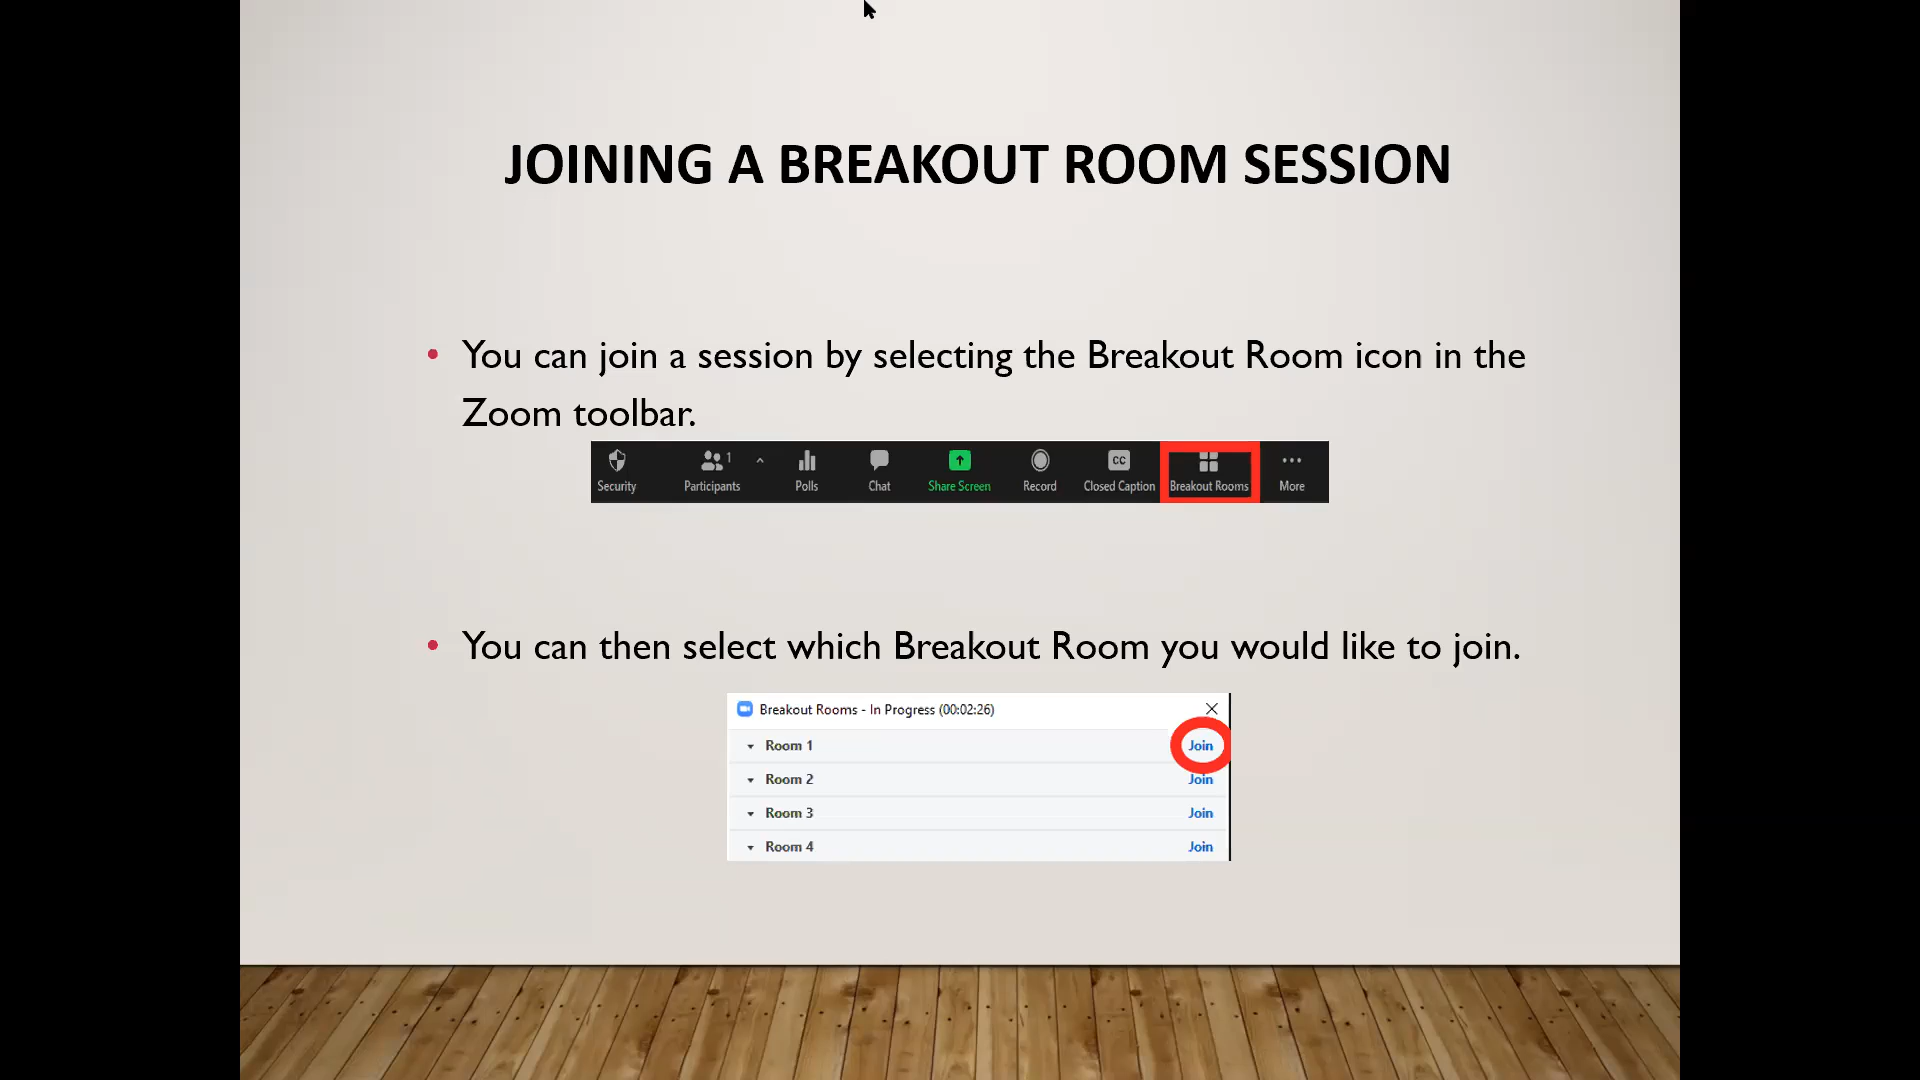 JOINING A BREAKOUT ROOM SESSION
• You can join a session by selecting the Breakout Room icon in the
Zoom toolbar.
1
Security Participants Polls Chat Share Screen Record CC Closed Caption Breakout Rooms More
• You can then select which Breakout Room you would like to join.
Breakout Rooms - In Progress (00:02:26)
Room 1 Join
Room 2 Join
Room 3 Join
Room 4 Join